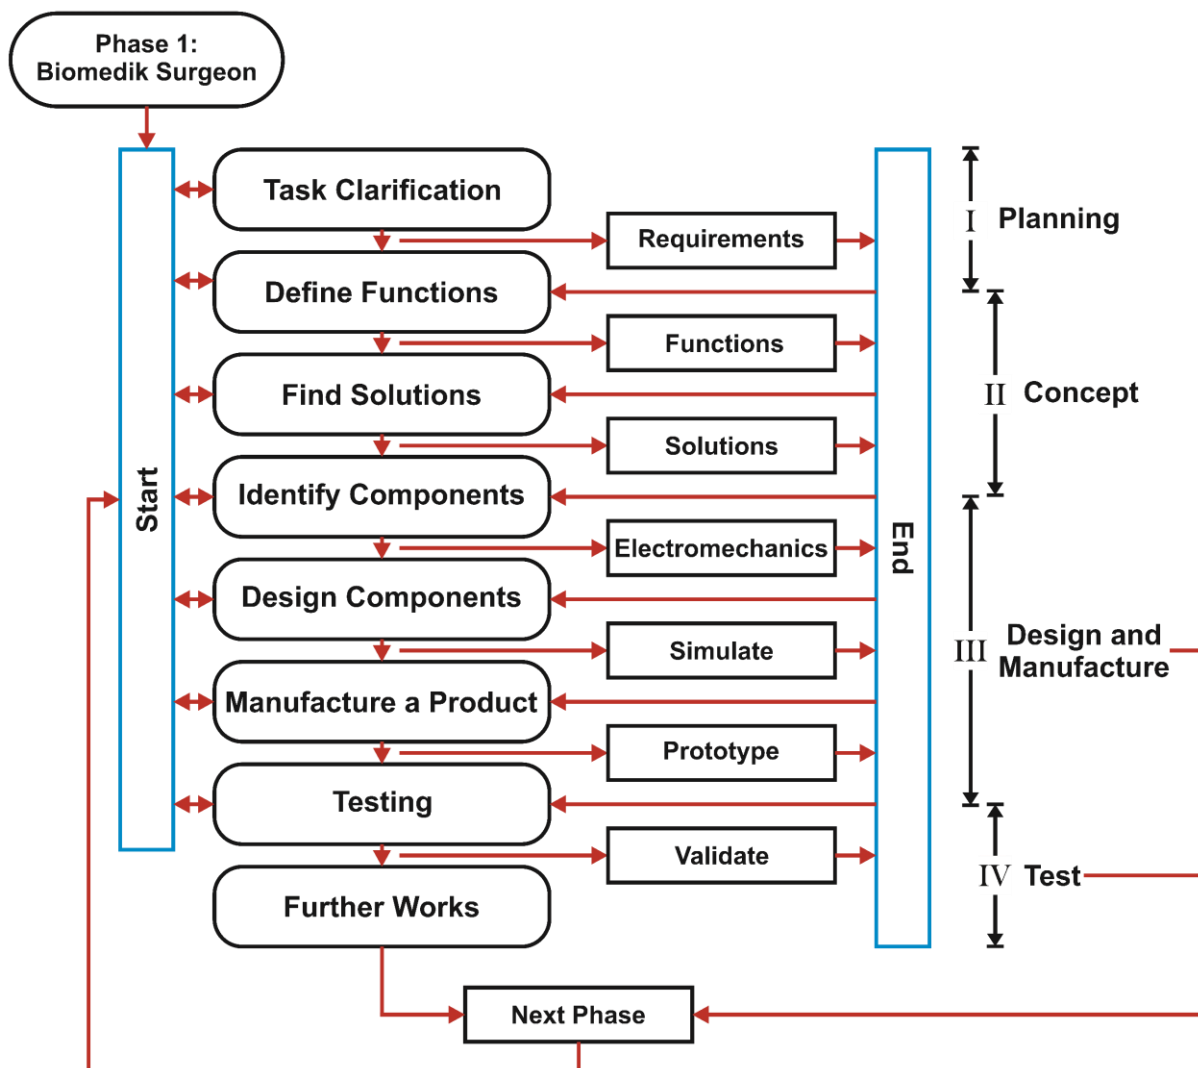 Phase 1:
Biomedik Surgeon
Start
Task Clarification
Requirements
Define Functions
Functions
Find Solutions
Solutions
Identify Components
Electromechanics
Design Components
Simulate
Manufacture a Product
Prototype
Testing
Validate
Further Works
Next Phase
End
I Planning
II Concept
III Design and
Manufacture
IV Test